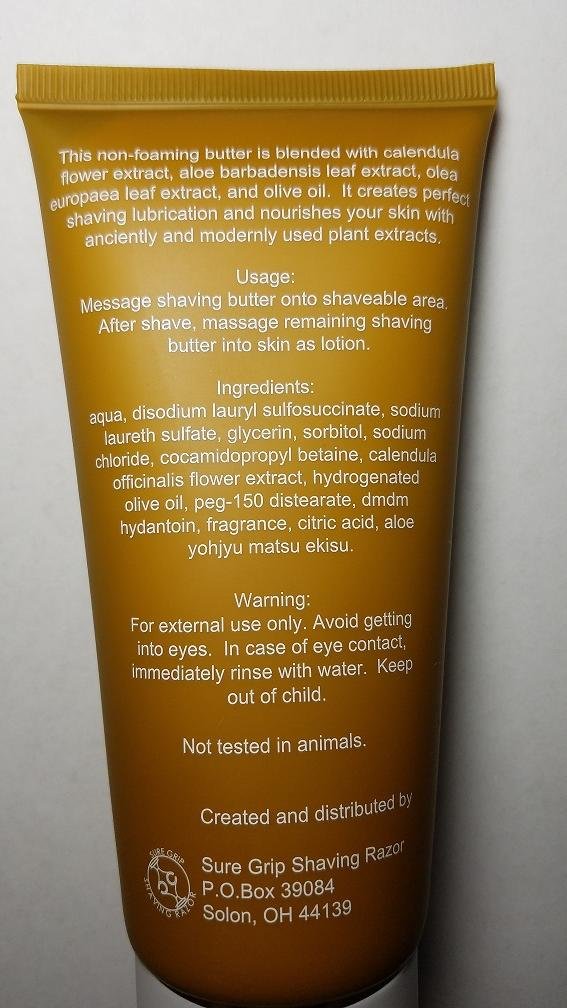 This non-foaming butter is blended with calendula
flower extract, aloe barbadensis leaf extract, olea
europaea leaf extract, and olive oil. It creates perfect
shaving lubrication and nourishes your skin with
anciently and modernly used plant extracts.
Usage:
Message shaving butter onto shaveable area.
After shave, massage remaining shaving
butter into skin as lotion.
Ingredients:
aqua, disodium lauryl sulfosuccinate, sodium
laureth sulfate, glycerin, sorbitol, sodium
chloride, cocamidopropyl betaine, calendula
officinalis flower extract, hydrogenated
olive oil, peg-150 distearate, dmdm
hydantoin, fragrance, citric acid, aloe
yohjyu matsu ekisu.
Warning:
For external use only. Avoid getting
into eyes. In case of eye contact,
immediately rinse with water. Keep
out of child.
Not tested in animals.
Created and distributed by
SURE GRIP
SHAVING RAZOR
Sure Grip Shaving Razor
P.O.Box 39084
Solon, OH 44139